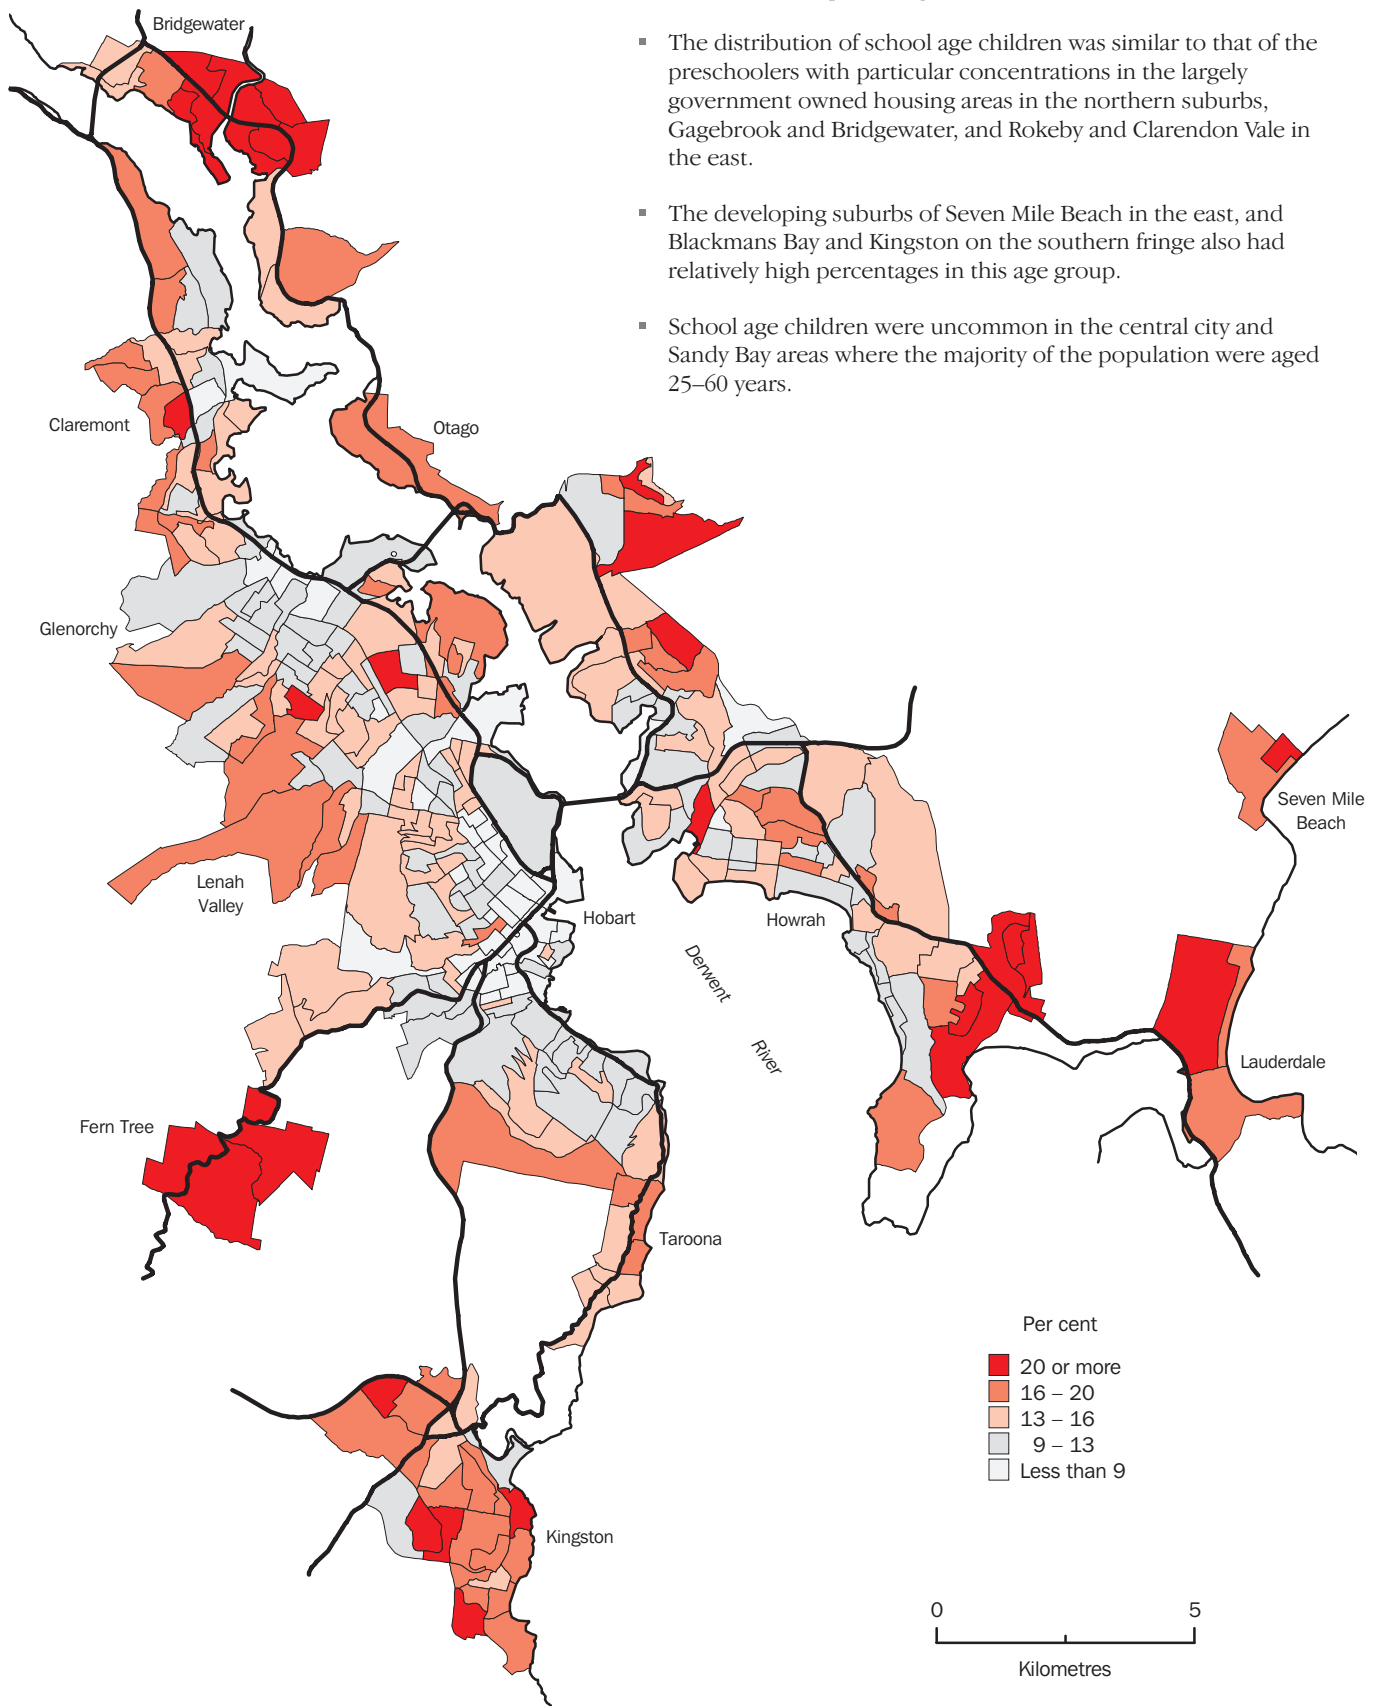 Bridgewater
▪ The distribution of school age children was similar to that of the
preschoolers with particular concentrations in the largely
government owned housing areas in the northern suburbs,
Gagebrook and Bridgewater, and Rokeby and Clarendon Vale in
the east.
▪ The developing suburbs of Seven Mile Beach in the east, and
Blackmans Bay and Kingston on the southern fringe also had
relatively high percentages in this age group.
▪ School age children were uncommon in the central city and
Sandy Bay areas where the majority of the population were aged
25–60 years.
Claremont
Otago
Glenorchy
Seven Mile
Beach
Lenah
Valley
Hobart
Howrah
Derwent
River
Lauderdale
Fern Tree
Taroona
Per cent
20 or more
16 – 20
13 – 16
9 – 13
Less than 9
Kingston
0 5
Kilometres